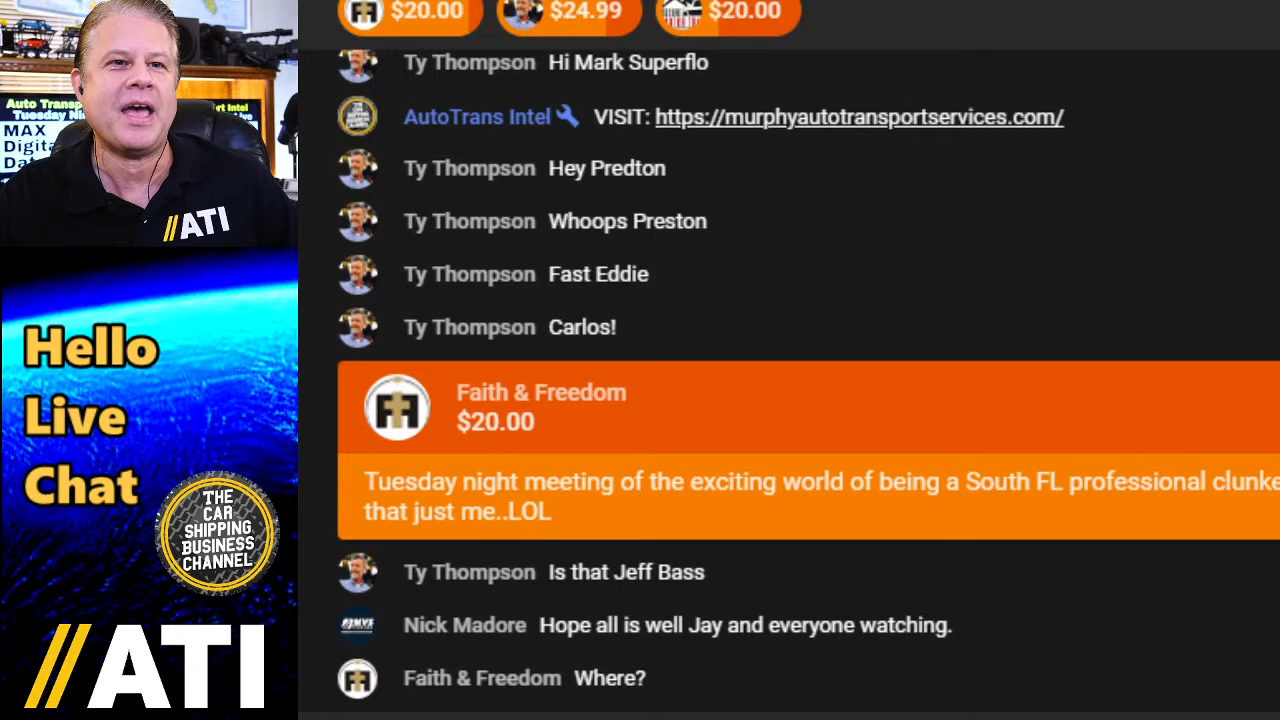 $20.00
$24.99
$20.00
Ty Thompson Hi Mark Superflo
AutoTrans Intel VISIT: https://murphyautotransportservices.com/
Ty Thompson Hey Predton
Ty Thompson Whoops Preston
Ty Thompson Fast Eddie
Ty Thompson Carlos!
Faith & Freedom
$20.00
Tuesday night meeting of the exciting world of being a South FL professional
that just me..LOL
Ty Thompson Is that Jeff Bass
Nick Madore Hope all is well Jay and everyone watching.
Faith & Freedom Where?
Tuesday
MAX
//ATI
Hello
Live
Chat
THE
CAR
SHIPPING
BUSINESS
CHANNEL
//ATI